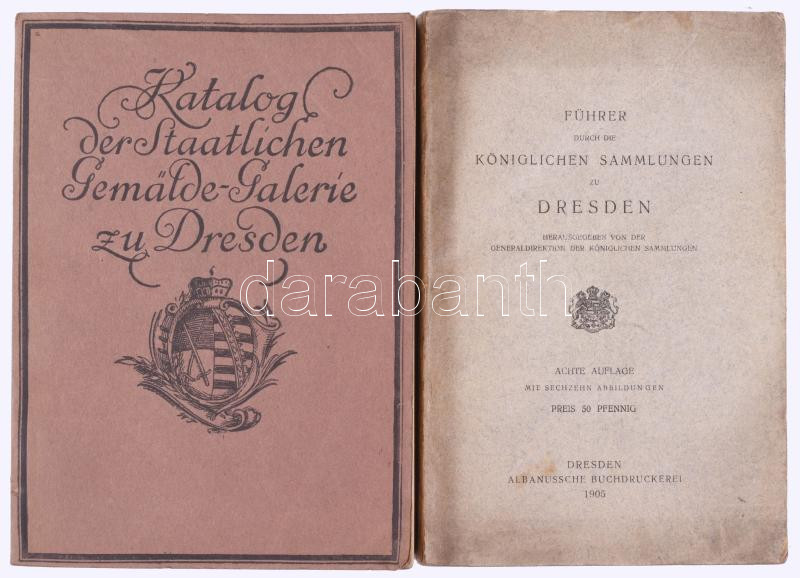 Katalog
der Staatlichen
Gemälde-Galerie
zu Dresden
FÜHRER
DURCH DIE
KÖNIGLICHEN SAMMLUNGEN
ZU
DRESDEN
HERAUSGEGEBEN VON DER
GENERALDIREKTION DER KÖNIGLICHEN SAMMLUNGEN
ACHTE AUFLAGE
MIT SECHZEHN ABBILDUNGEN
PREIS 50 PFENNIG
DRESDEN
ALBANUSSCHE BUCHDRUCKEREI
1905
darabanth